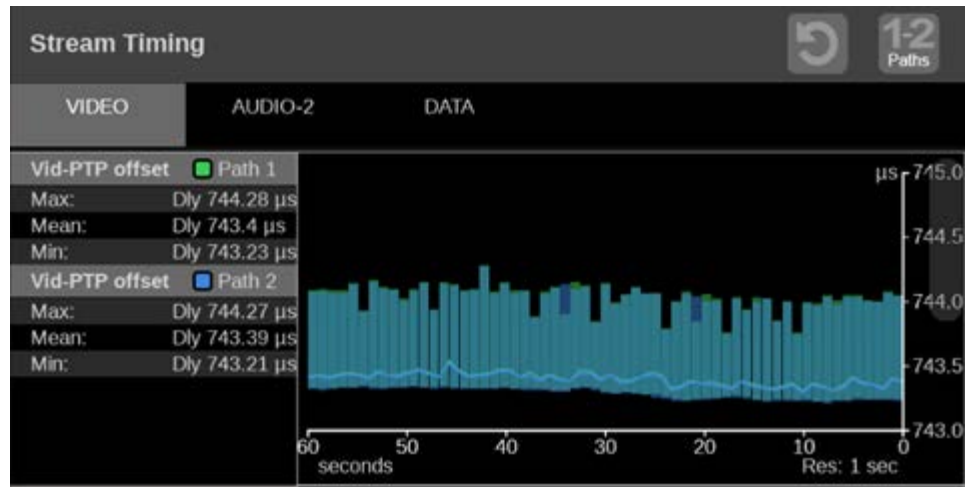 Stream Timing
1-2
Paths
VIDEO AUDIO-2 DATA
Vid-PTP offset Path 1
Max: Dly 744.28 µs
Mean: Dly 743.4 µs
Min: Dly 743.23 µs
Vid-PTP offset Path 2
Max: Dly 744.27 µs
Mean: Dly 743.39 µs
Min: Dly 743.21 µs
µs 745.0
744.5
744.0
743.5
743.0
60 50 40 30 20 10 0
seconds Res: 1 sec